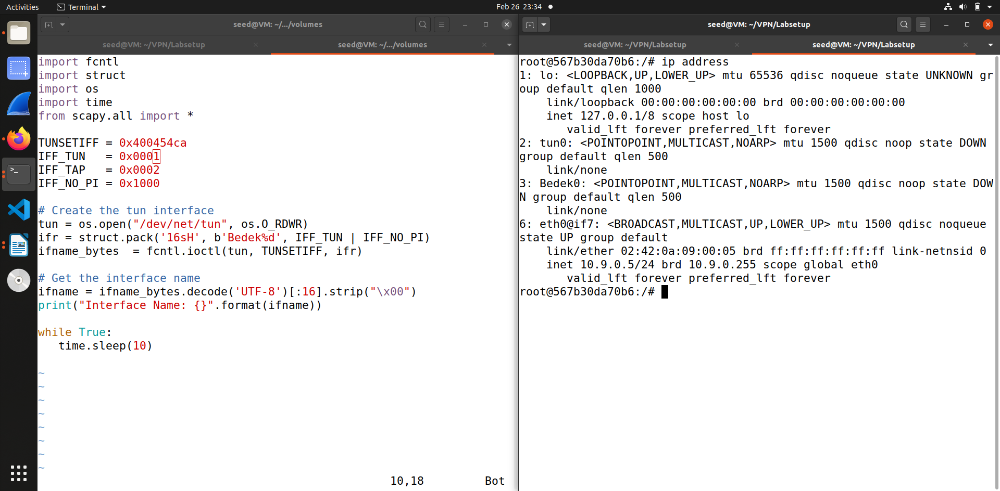 Activities Terminal Feb 26 23:34
seed@VM: ~/.../volumes
seed@VM: ~/VPN/Labsetup seed@VM: ~/.../volumes
import fcntl
import struct
import os
import time
from scapy.all import *
TUNSETIFF = 0x400454ca
IFF_TUN   = 0x0001
IFF_TAP   = 0x0002
IFF_NO_PI = 0x1000
# Create the tun interface
tun = os.open("/dev/net/tun", os.O_RDWR)
ifr = struct.pack('16sH', b'Bedek%d', IFF_TUN | IFF_NO_PI)
ifname_bytes  = fcntl.ioctl(tun, TUNSETIFF, ifr)
# Get the interface name
ifname = ifname_bytes.decode('UTF-8')[:16].strip("\x00")
print("Interface Name: {}".format(ifname))
while True:
   time.sleep(10)
~
~
~
~
~
~
~
~
10,18 Bot
seed@VM: ~/VPN/Labsetup
seed@VM: ~/VPN/Labsetup seed@VM: ~/VPN/Labsetup
root@567b30da70b6:/# ip address
1: lo: <LOOPBACK,UP,LOWER_UP> mtu 65536 qdisc noqueue state UNKNOWN gr
oup default qlen 1000
    link/loopback 00:00:00:00:00:00 brd 00:00:00:00:00:00
    inet 127.0.0.1/8 scope host lo
       valid_lft forever preferred_lft forever
2: tun0: <POINTOPOINT,MULTICAST,NOARP> mtu 1500 qdisc noop state DOWN
group default qlen 500
    link/none
3: Bedek0: <POINTOPOINT,MULTICAST,NOARP> mtu 1500 qdisc noop state DOW
N group default qlen 500
    link/none
6: eth0@if7: <BROADCAST,MULTICAST,UP,LOWER_UP> mtu 1500 qdisc noqueue
state UP group default
    link/ether 02:42:0a:09:00:05 brd ff:ff:ff:ff:ff:ff link-netnsid 0
    inet 10.9.0.5/24 brd 10.9.0.255 scope global eth0
       valid_lft forever preferred_lft forever
root@567b30da70b6:/#